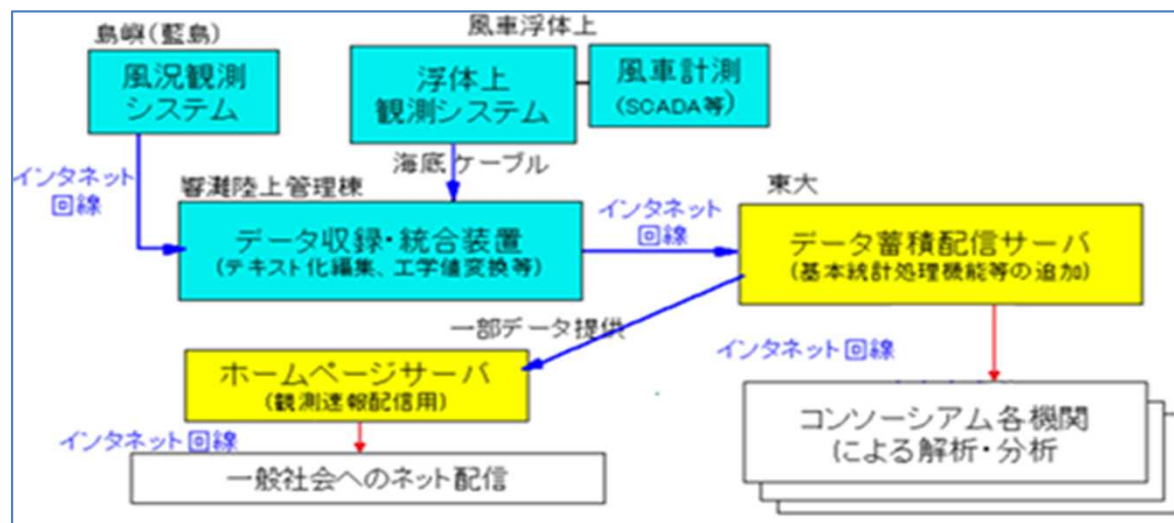 島嶼(藍島)
風況観測
システム
風車浮体上
浮体上
観測システム
風車計測
(SCADA等)
インタネット
回線
海底ケーブル
響灘陸上管理棟
データ収録・統合装置
(テキスト化編集、工学値変換等)
インタネット
回線
東大
データ蓄積配信サーバ
(基本統計処理機能等の追加)
一部データ提供
ホームページサーバ
(観測速報配信用)
インタネット回線
一般社会へのネット配信
インタネット回線
コンソーシアム各機関
による解析・分析